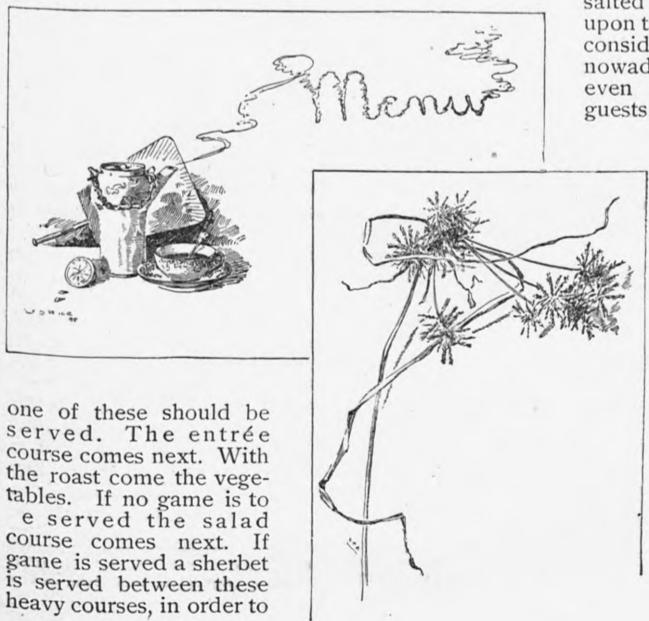 salted
upon t
consid
nowad
even
guests
Menu
one of these should be
served. The entrée
course comes next. With
the roast come the vege-
tables. If no game is to
e served the salad
course comes next. If
game is served a sherbet
is served between these
heavy courses, in order to